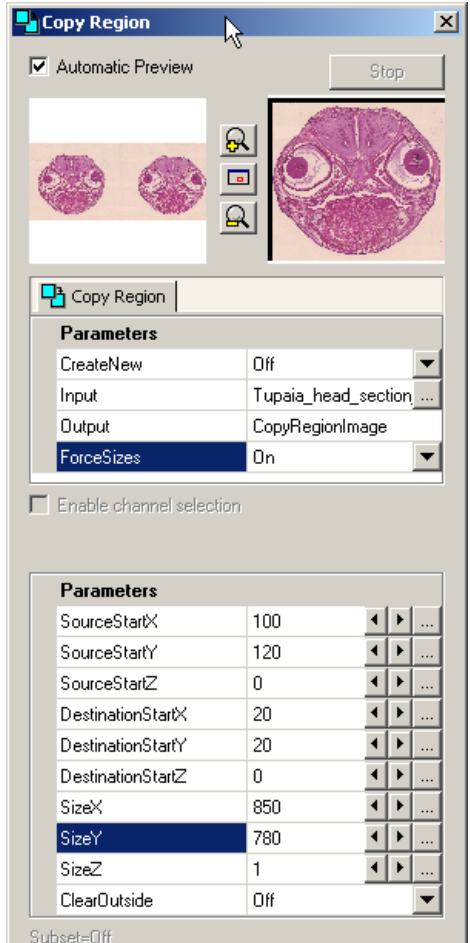 Copy Region
Automatic Preview Stop
Copy Region
Parameters
CreateNew Off
Input Tupaia_head_section_ ...
Output CopyRegionImage
ForceSizes On
Enable channel selection
Parameters
SourceStartX 100 ...
SourceStartY 120 ...
SourceStartZ 0 ...
DestinationStartX 20 ...
DestinationStartY 20 ...
DestinationStartZ 0 ...
SizeX 850 ...
SizeY 780 ...
SizeZ 1 ...
ClearOutside Off
Subset=Off